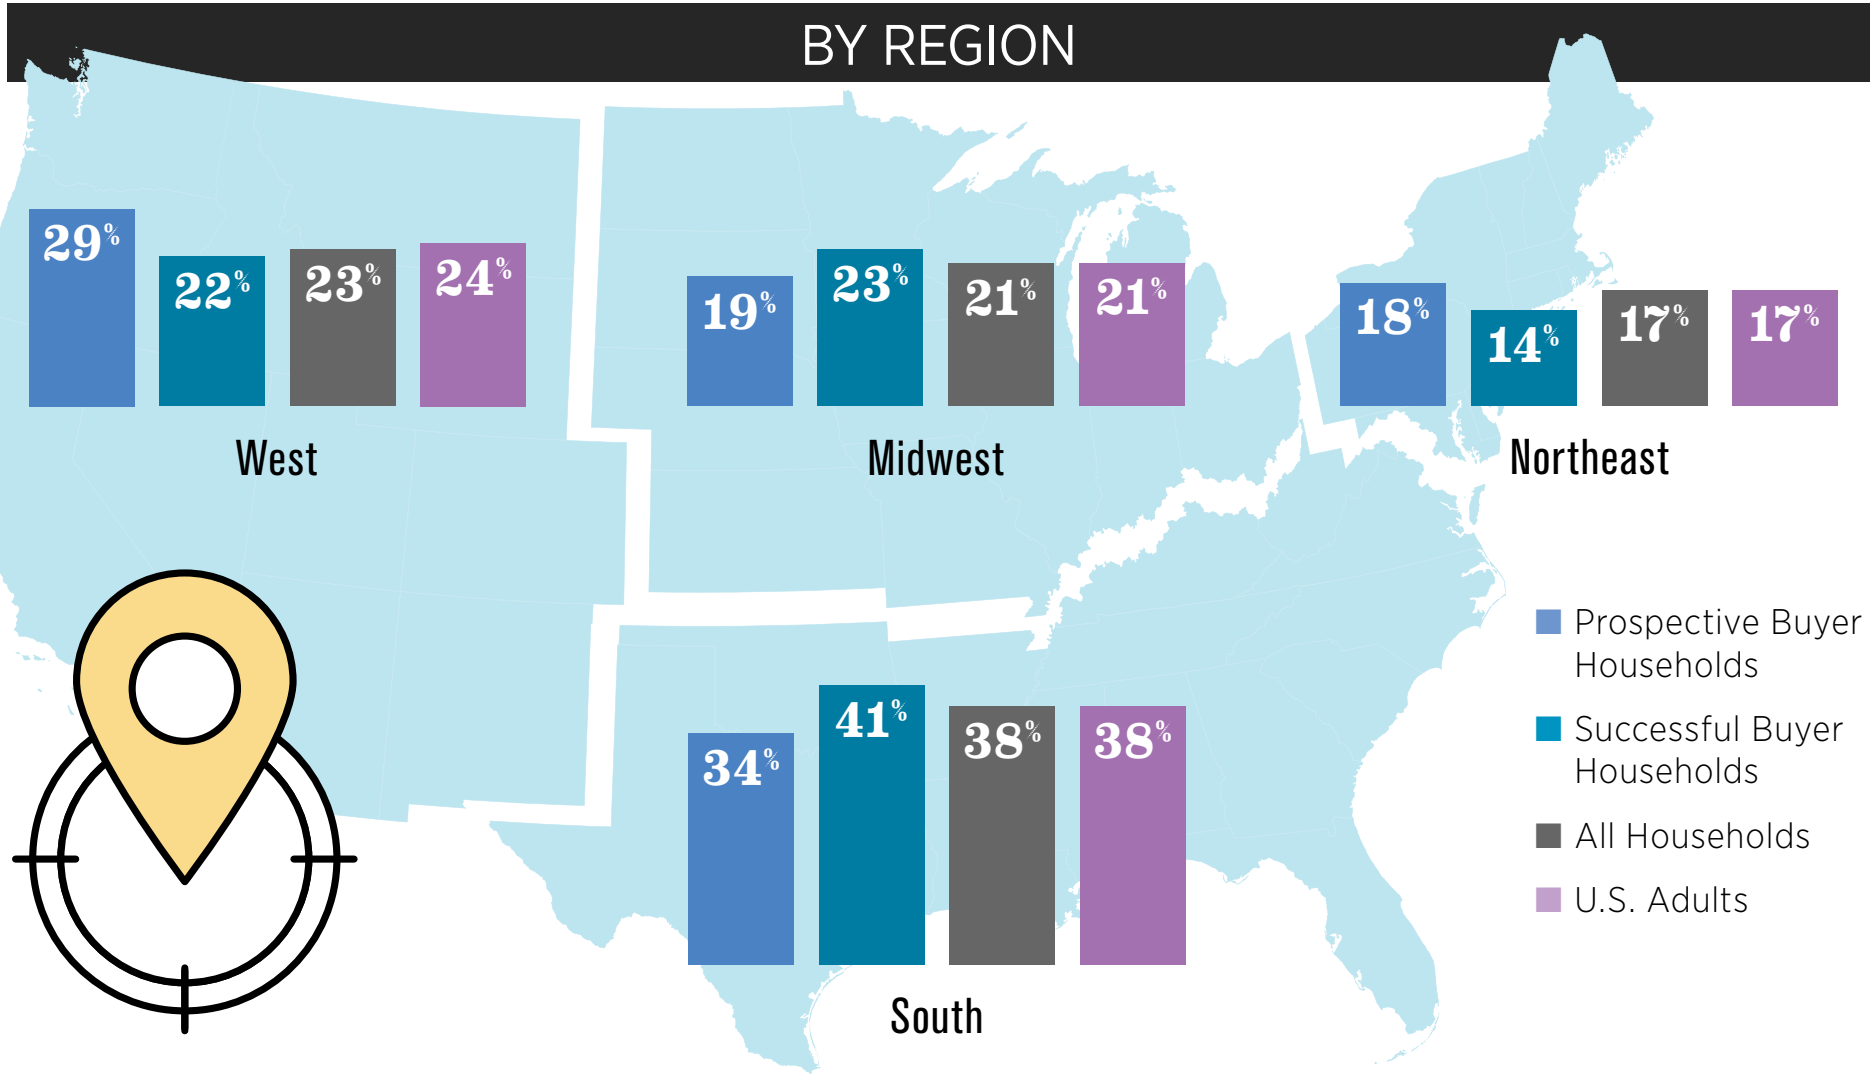 BY REGION
29%
22%
23%
24%
West
19%
23%
21%
21%
Midwest
18%
14%
17%
17%
Northeast
34%
41%
38%
38%
South
Prospective Buyer
Households
Successful Buyer
Households
All Households
U.S. Adults